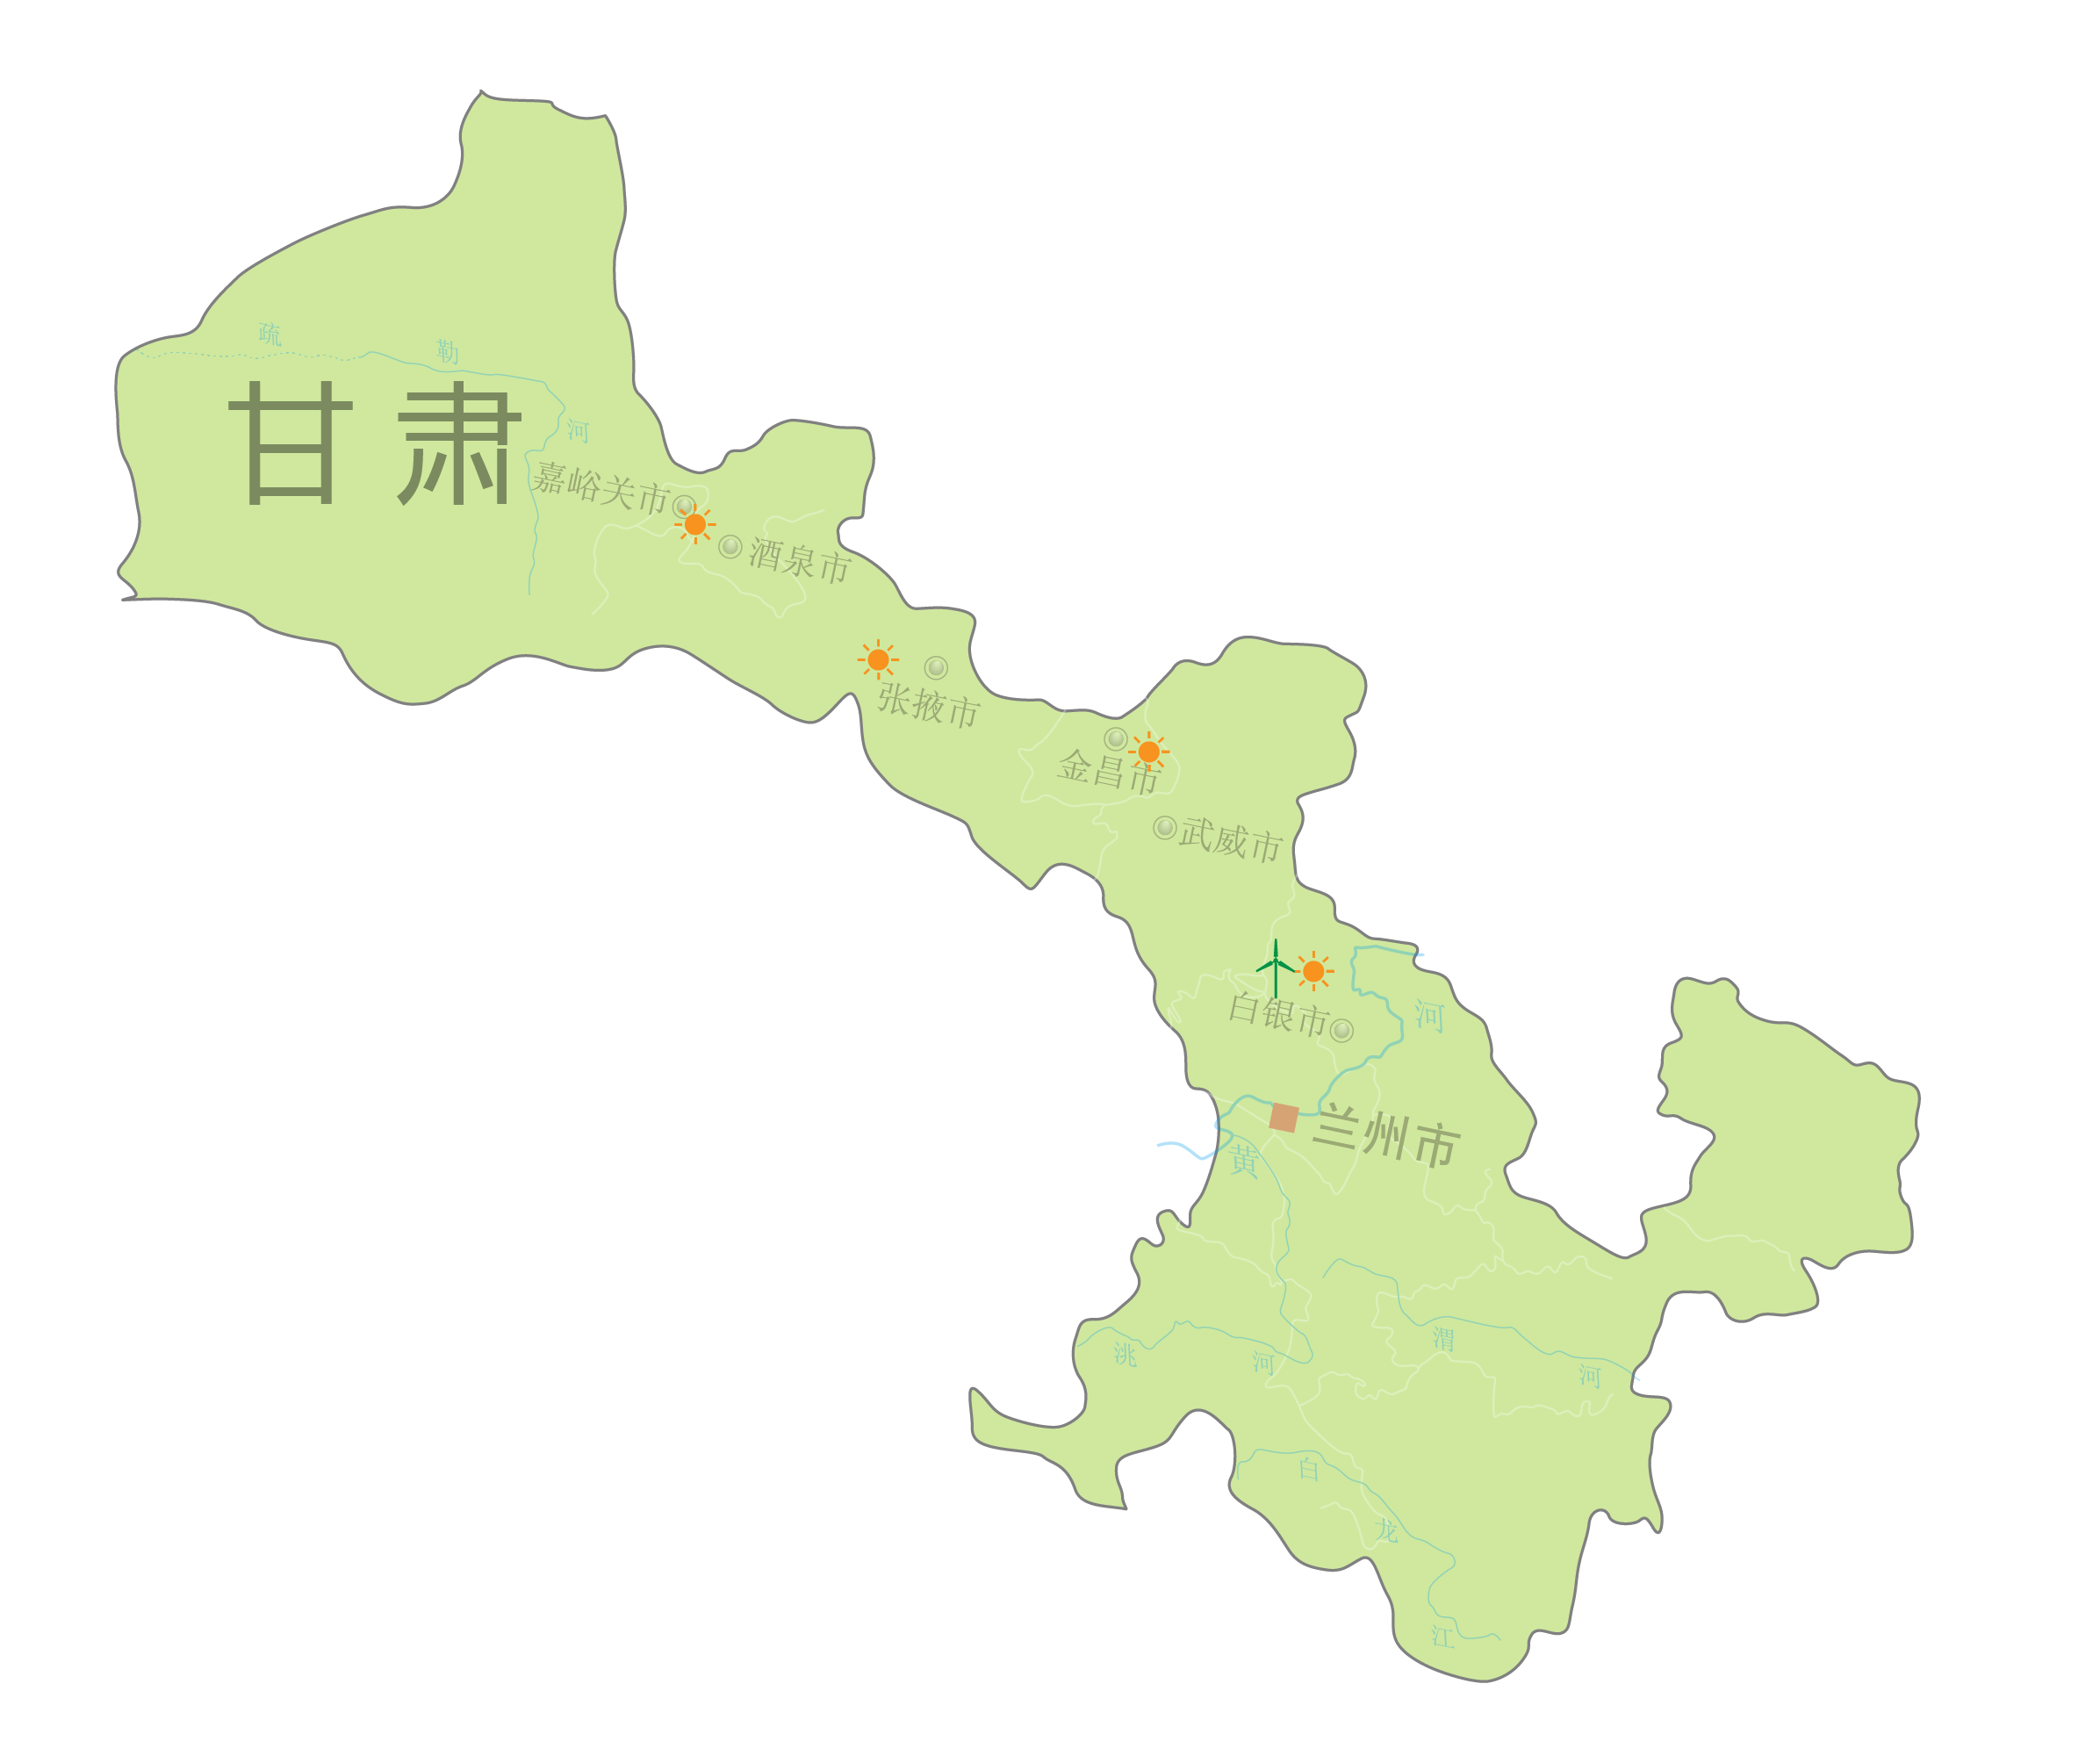 疏 勒 河
甘 肃
嘉峪关市
酒泉市
张掖市
金昌市
武威市
白银市
河
兰州市
黄
渭 河
洮 河
白 龙 江